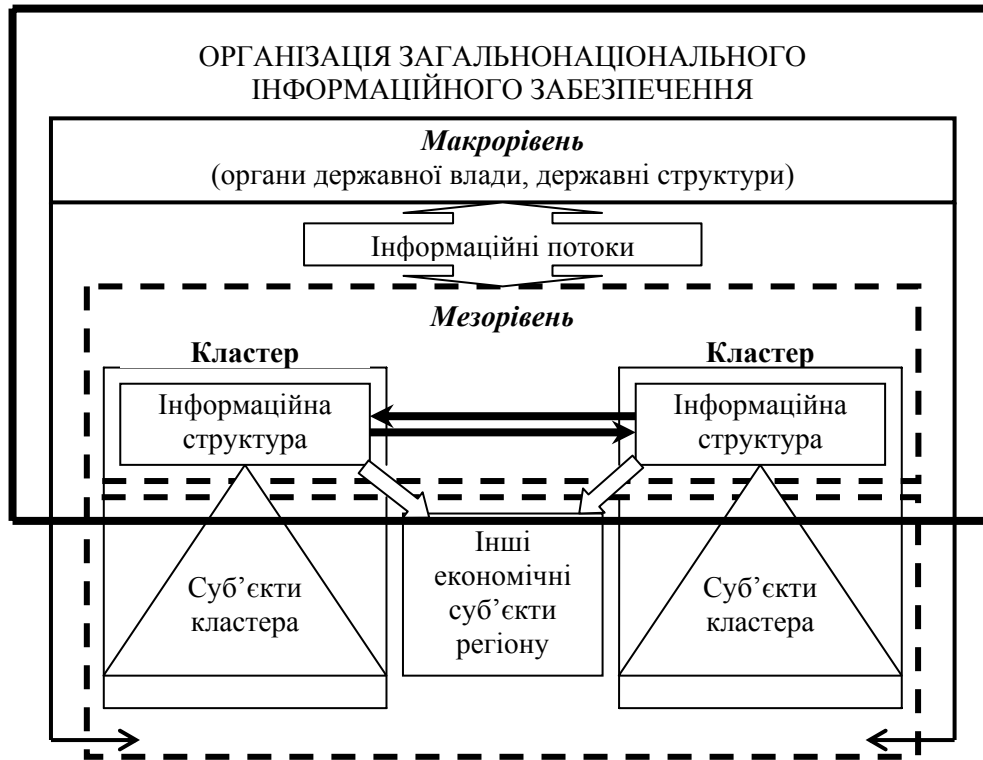 ОРГАНІЗАЦІЯ ЗАГАЛЬНОНАЦІОНАЛЬНОГО
ІНФОРМАЦІЙНОГО ЗАБЕЗПЕЧЕННЯ
Макрорівень
(органи державної влади, державні структури)
Інформаційні потоки
Мезорівень
Кластер
Інформаційна
структура
Суб’єкти
кластера
Інші
економічні
суб’єкти
регіону
Кластер
Інформаційна
структура
Суб’єкти
кластера